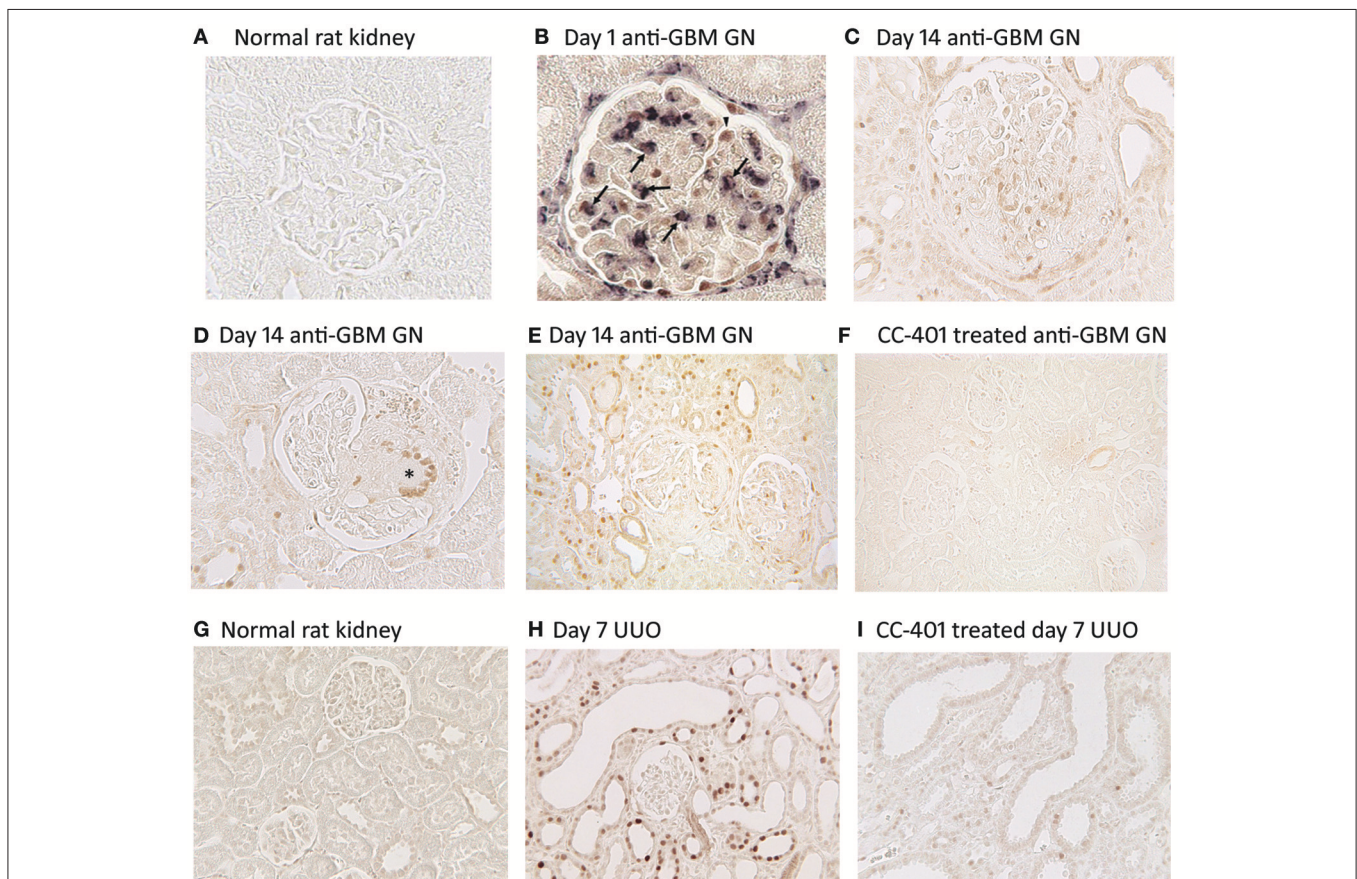 A Normal rat kidney
B Day 1 anti-GBM GN
C Day 14 anti-GBM GN
*
D Day 14 anti-GBM GN
E Day 14 anti-GBM GN
F CC-401 treated anti-GBM GN
G Normal rat kidney
H Day 7 UUO
I CC-401 treated day 7 UUO